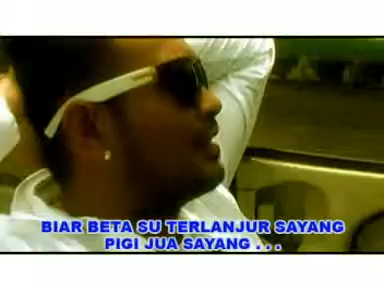 BIAR BETA SU TERLANJUR SAYANG
PIGI JUA SAYANG . . .